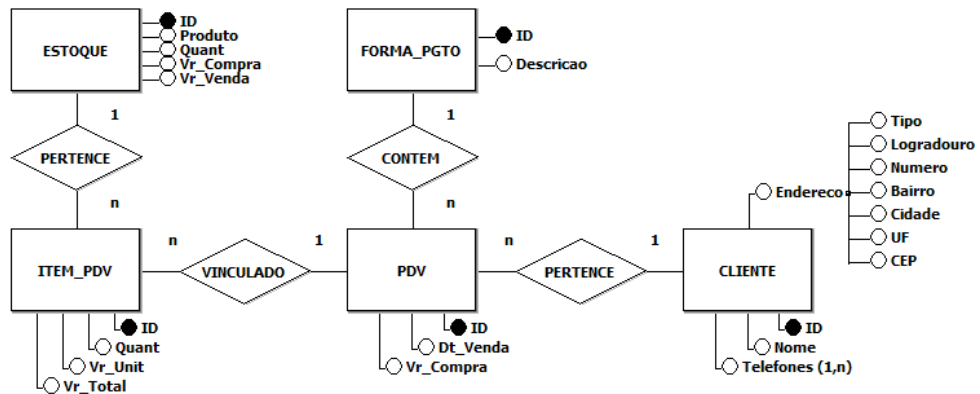 ESTOQUE
ID
Produto
Quant
Vr_Compra
Vr_Venda
FORMA_PGTO
ID
Descricao
1
PERTENCE
n
1
CONTEM
n
Endereco
Tipo
Logradouro
Numero
Bairro
Cidade
UF
CEP
ITEM_PDV
n
VINCULADO
1
PDV
n
PERTENCE
1
CLIENTE
ID
Quant
Vr_Unit
Vr_Total
ID
Dt_Venda
Vr_Compra
ID
Nome
Telefones (1,n)